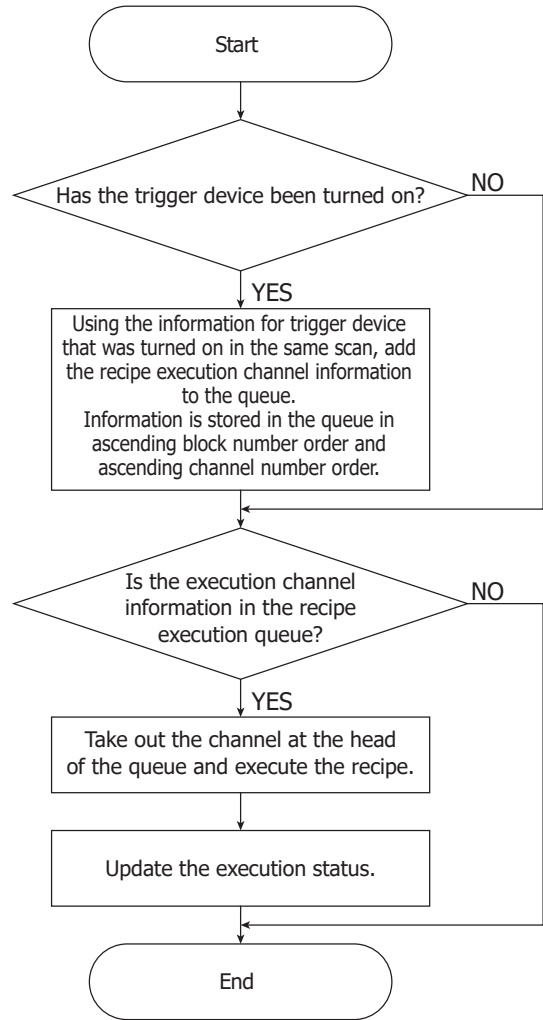 Start
Has the trigger device been turned on?
NO
YES
Using the information for trigger device
that was turned on in the same scan, add
the recipe execution channel information
to the queue.
Information is stored in the queue in
ascending block number order and
ascending channel number order.
Is the execution channel
information in the recipe
execution queue?
NO
YES
Take out the channel at the head
of the queue and execute the recipe.
Update the execution status.
End